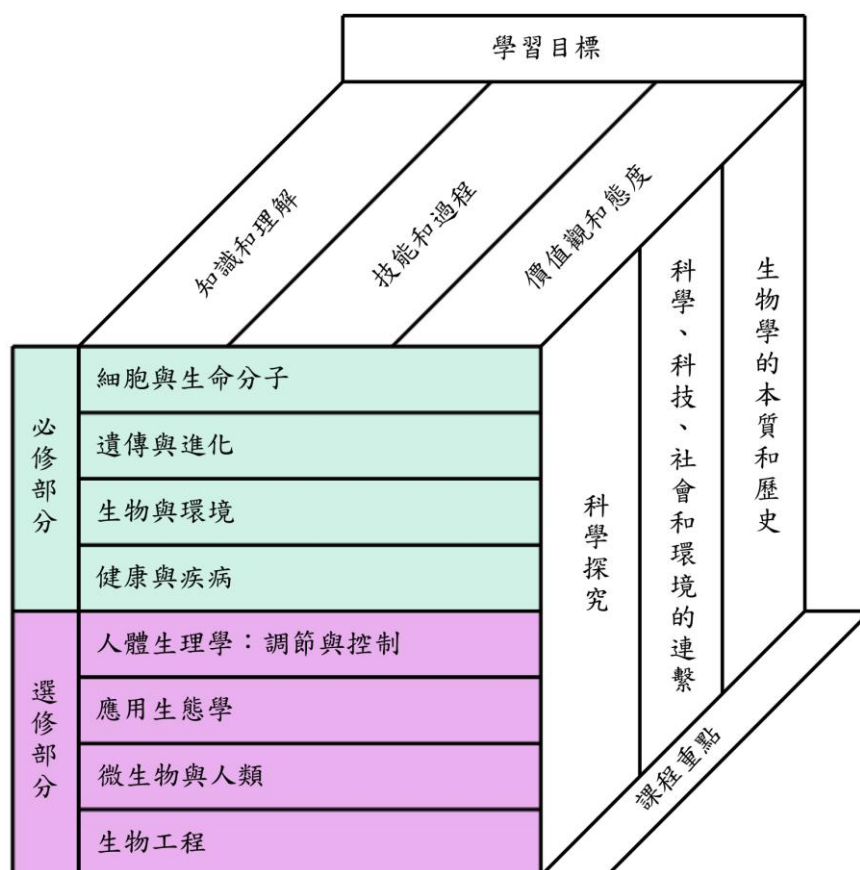 學習目標
知識和理解
技能和過程
價值觀和態度
必修部分
細胞與生命分子
遺傳與進化
生物與環境
健康與疾病
選修部分
人體生理學：調節與控制
應用生態學
微生物與人類
生物工程
科學探究
科學、科技、社會和環境的連繫
生物學的本質和歷史
課程重點